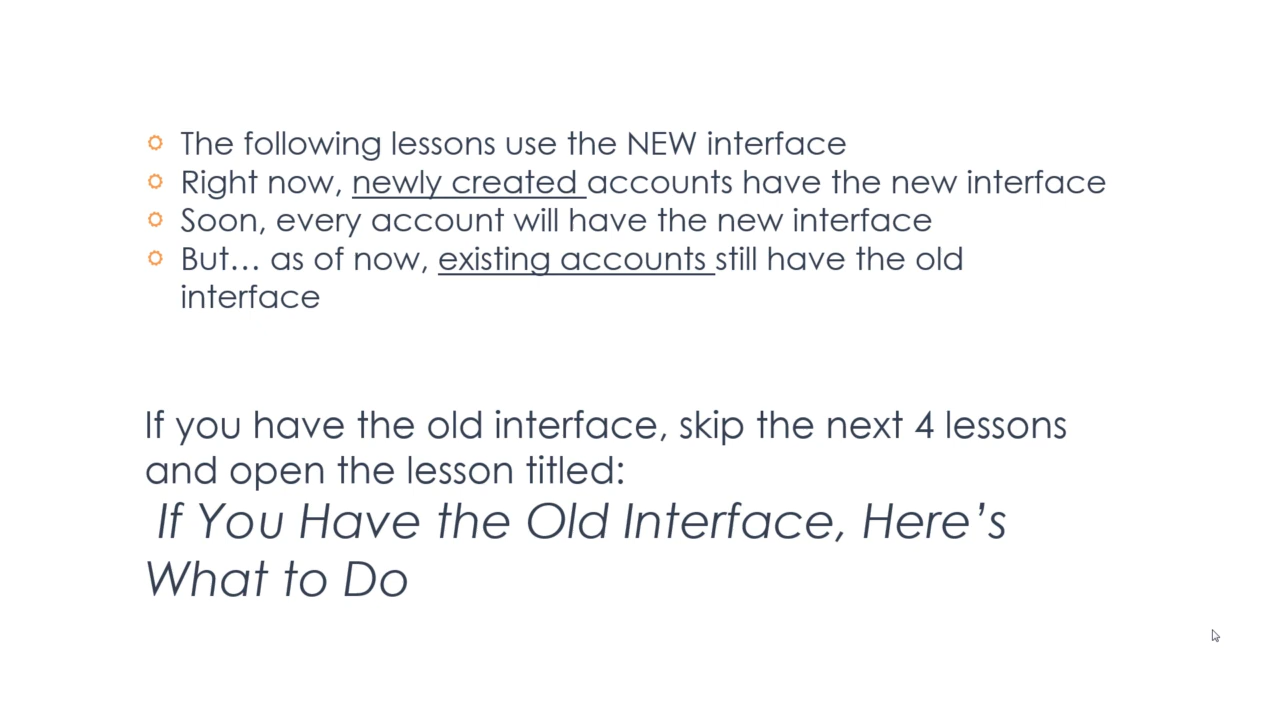 The following lessons use the NEW interface
Right now, newly created accounts have the new interface
Soon, every account will have the new interface
But… as of now, existing accounts still have the old
interface
If you have the old interface, skip the next 4 lessons
and open the lesson titled:
If You Have the Old Interface, Here’s
What to Do